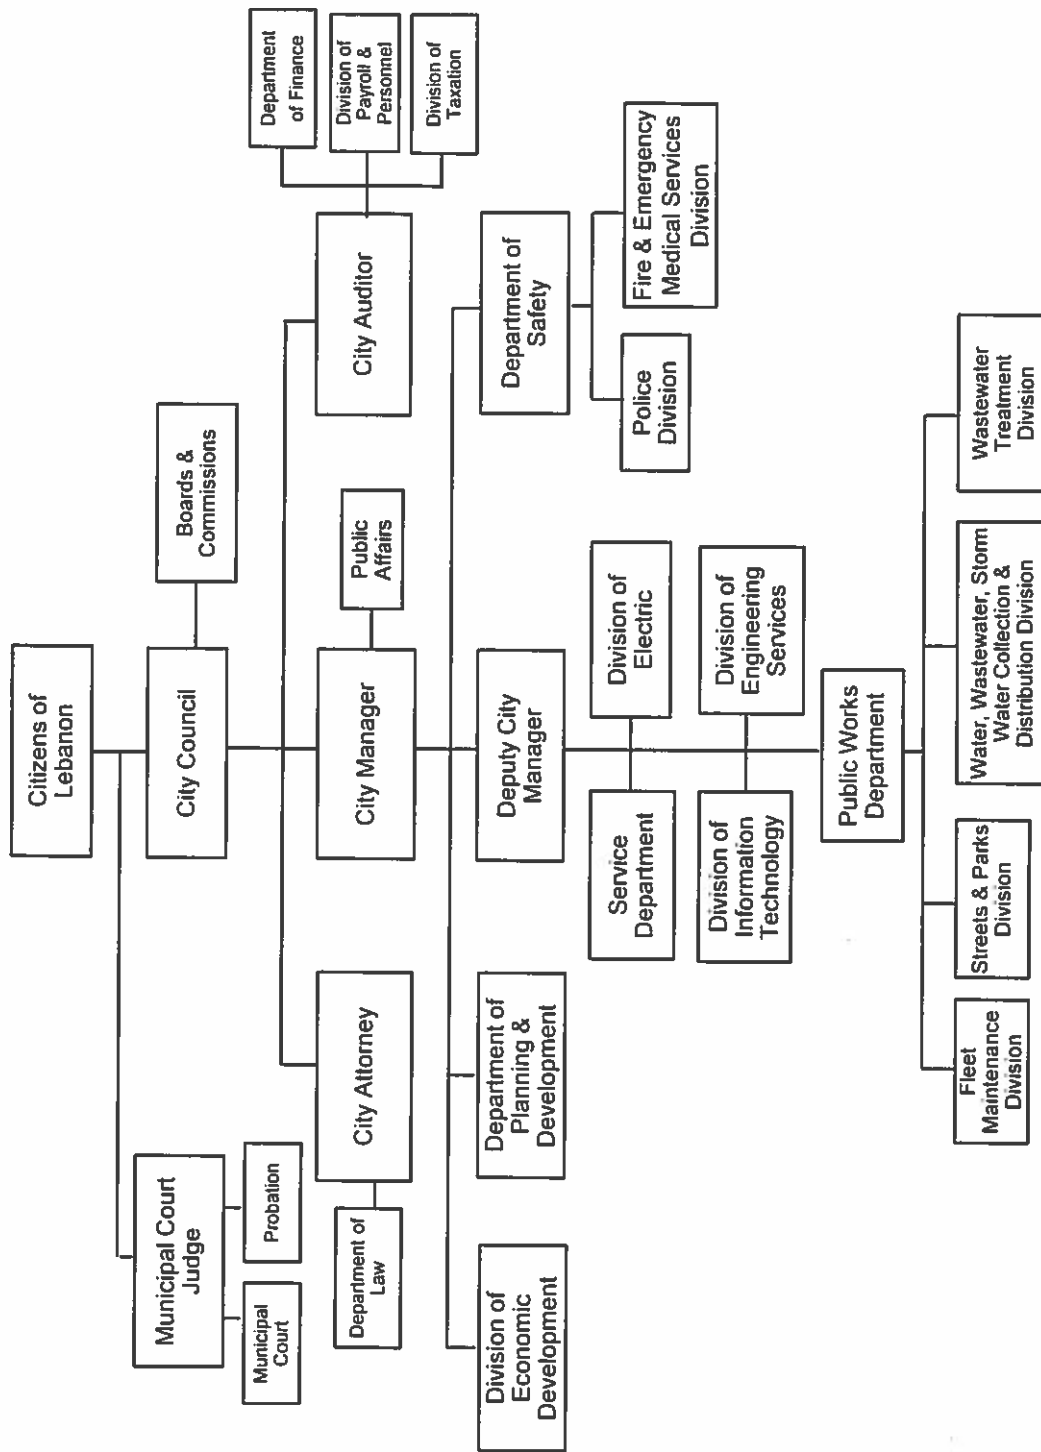 Citizens of
Lebanon
Municipal Court
Judge
City Council
Boards &
Commissions
Municipal
Court
Probation
Department
of Finance
Division of
Payroll &
Personnel
Division of
Taxation
City Attorney
City Manager
City Auditor
Department of
Law
Public
Affairs
Division of
Economic
Development
Department of
Planning &
Development
Deputy City
Manager
Department of
Safety
Service
Department
Division of
Electric
Police
Division
Fire & Emergency
Medical Services
Division
Division of
Information
Technology
Division of
Engineering
Services
Public Works
Department
Fleet
Maintenance
Division
Streets & Parks
Division
Water, Wastewater, Storm
Water Collection &
Distribution Division
Wastewater
Treatment
Division